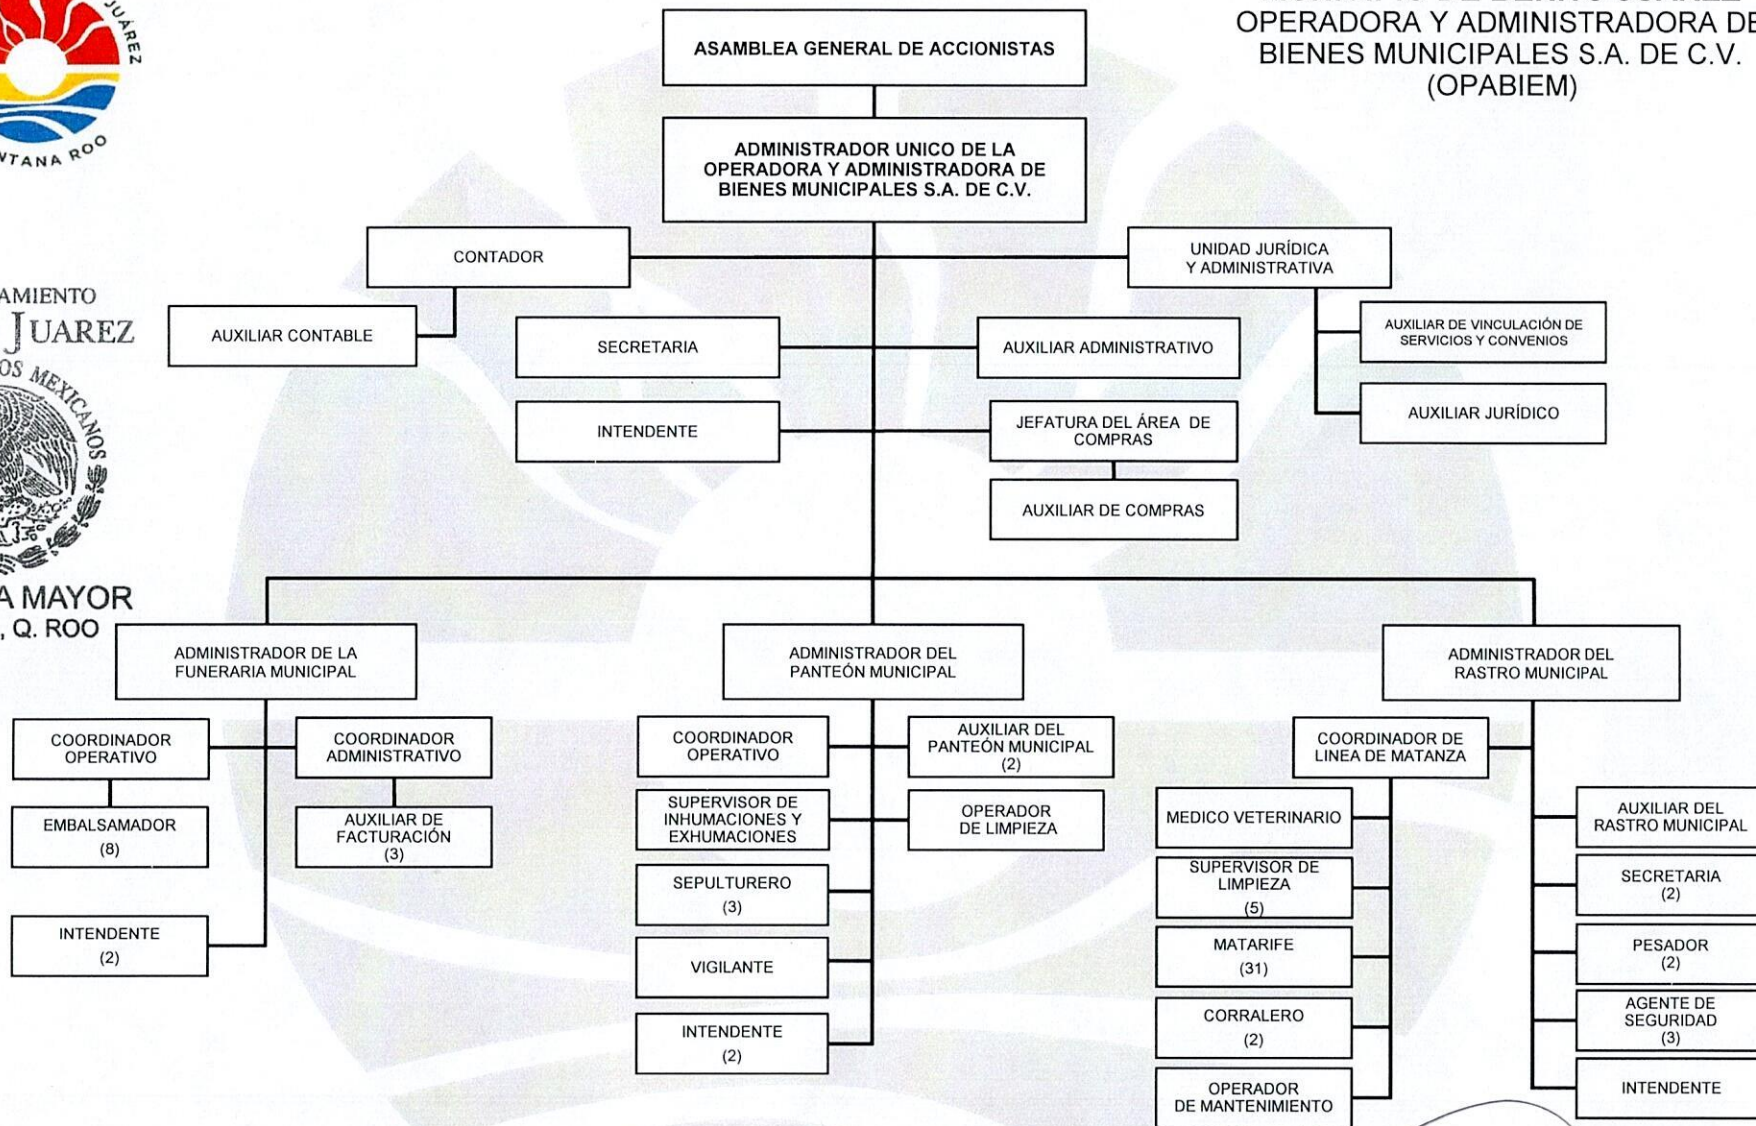 JUÁREZ
ROO
OPERADORA Y ADMINISTRADORA DE
BIENES MUNICIPALES S.A. DE C.V.
(OPABIEM)
ASAMBLEA GENERAL DE ACCIONISTAS
ADMINISTRADOR UNICO DE LA
OPERADORA Y ADMINISTRADORA DE
BIENES MUNICIPALES S.A. DE C.V.
CONTADOR
UNIDAD JURÍDICA
Y ADMINISTRATIVA
AMIENTO
JUAREZ
OS MEXICANOS
A MAYOR
, Q. ROO
AUXILIAR CONTABLE
SECRETARIA
AUXILIAR ADMINISTRATIVO
AUXILIAR DE VINCULACIÓN DE
SERVICIOS Y CONVENIOS
INTENDENTE
JEFATURA DEL ÁREA DE
COMPRAS
AUXILIAR JURÍDICO
AUXILIAR DE COMPRAS
ADMINISTRADOR DE LA
FUNERARIA MUNICIPAL
ADMINISTRADOR DEL
PANTEÓN MUNICIPAL
ADMINISTRADOR DEL
RASTRO MUNICIPAL
COORDINADOR
OPERATIVO
COORDINADOR
ADMINISTRATIVO
EMBALSAMADOR
(8)
AUXILIAR DE
FACTURACIÓN
(3)
INTENDENTE
(2)
COORDINADOR
OPERATIVO
AUXILIAR DEL
PANTEÓN MUNICIPAL
(2)
SUPERVISOR DE
INHUMACIONES Y
EXHUMACIONES
OPERADOR
DE LIMPIEZA
SEPULTURERO
(3)
VIGILANTE
INTENDENTE
(2)
COORDINADOR DE
LINEA DE MATANZA
MEDICO VETERINARIO
SUPERVISOR DE
LIMPIEZA
(5)
MATARIFE
(31)
CORRALERO
(2)
OPERADOR
DE MANTENIMIENTO
AUXILIAR DEL
RASTRO MUNICIPAL
SECRETARIA
(2)
PESADOR
(2)
AGENTE DE
SEGURIDAD
(3)
INTENDENTE